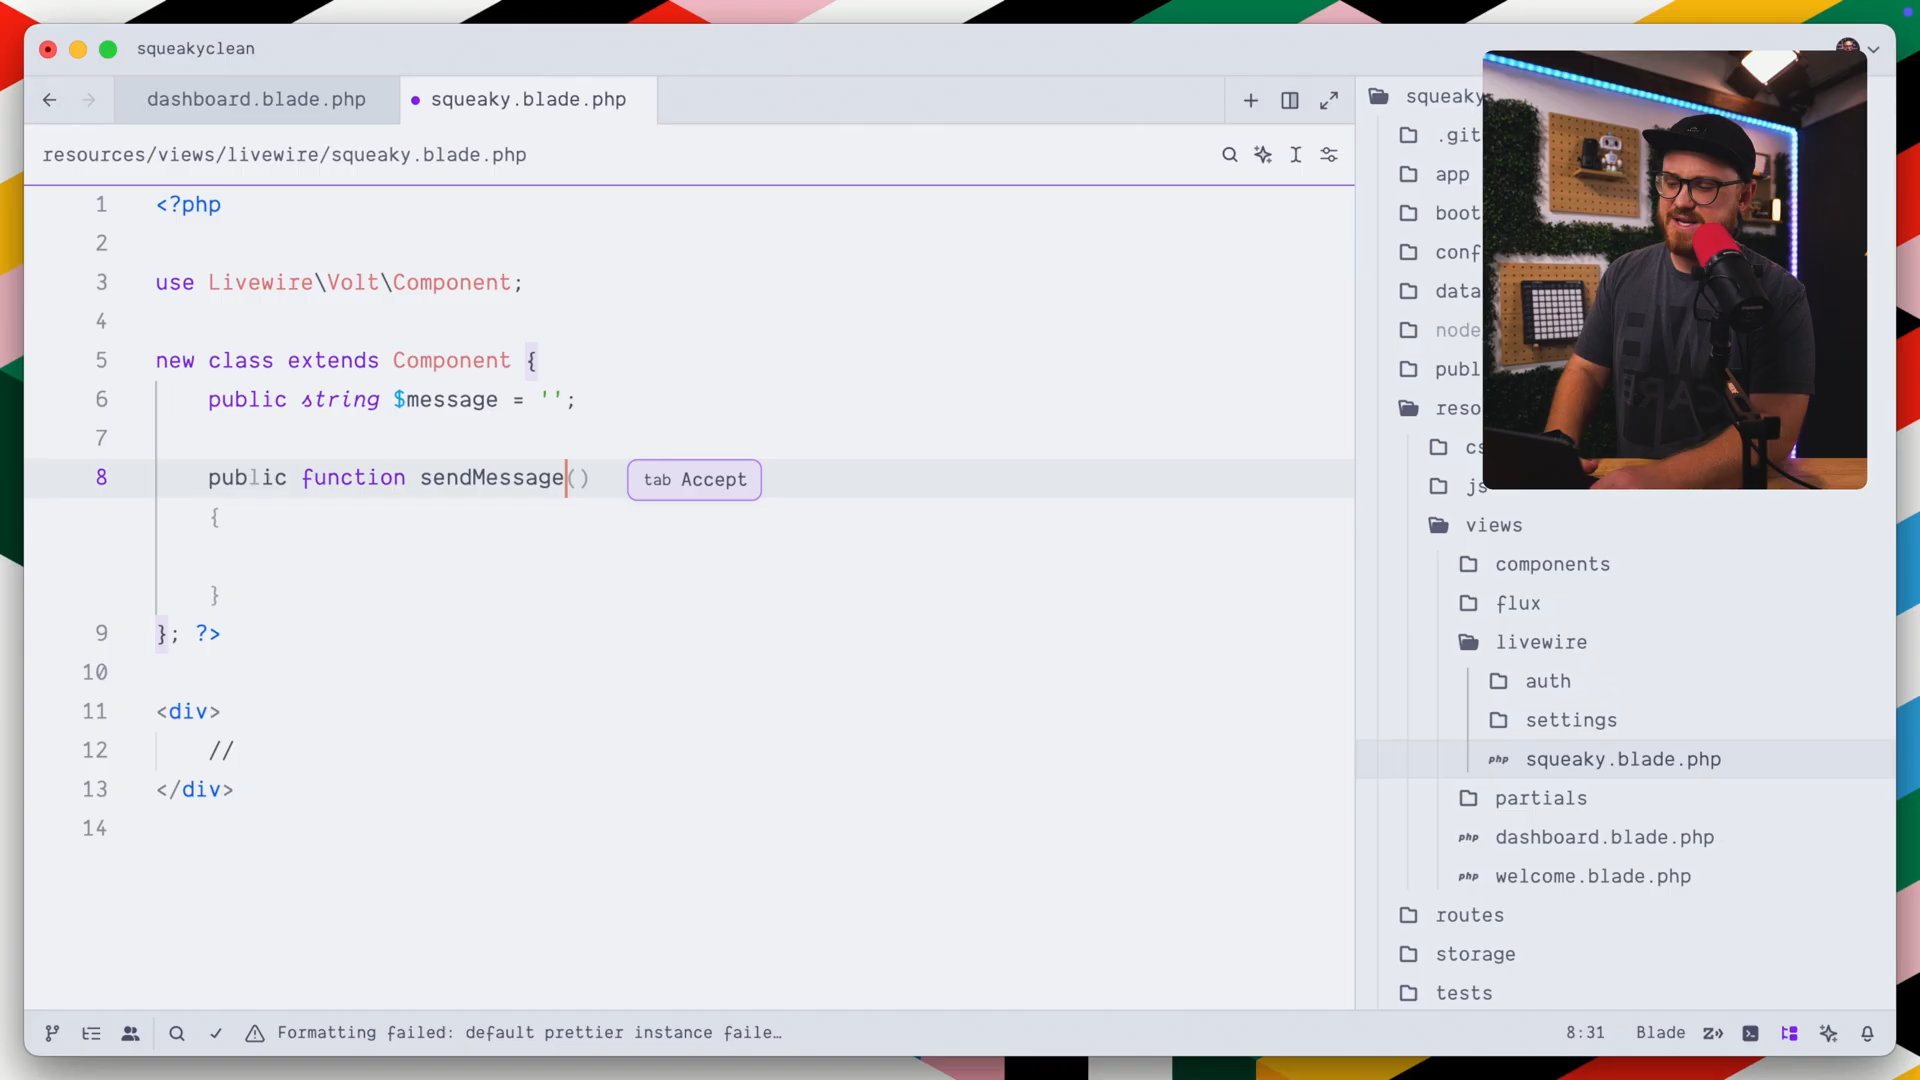 squeakyclean
dashboard.blade.php
squeaky.blade.php
resources/views/livewire/squeaky.blade.php
1 <?php
2
3 use Livewire\Volt\Component;
4
5 new class extends Component {
6 public string $message = '';
7
8 public function sendMessage()
tab Accept
{
}
9 }; ?>
10
11 <div>
12 //
13 </div>
14
squeaky
.git
app
boot
conf
data
node
publ
reso
cs
js
views
components
flux
livewire
auth
settings
php squeaky.blade.php
partials
php dashboard.blade.php
php welcome.blade.php
routes
storage
tests
Formatting failed: default prettier instance faile…
8:31
Blade